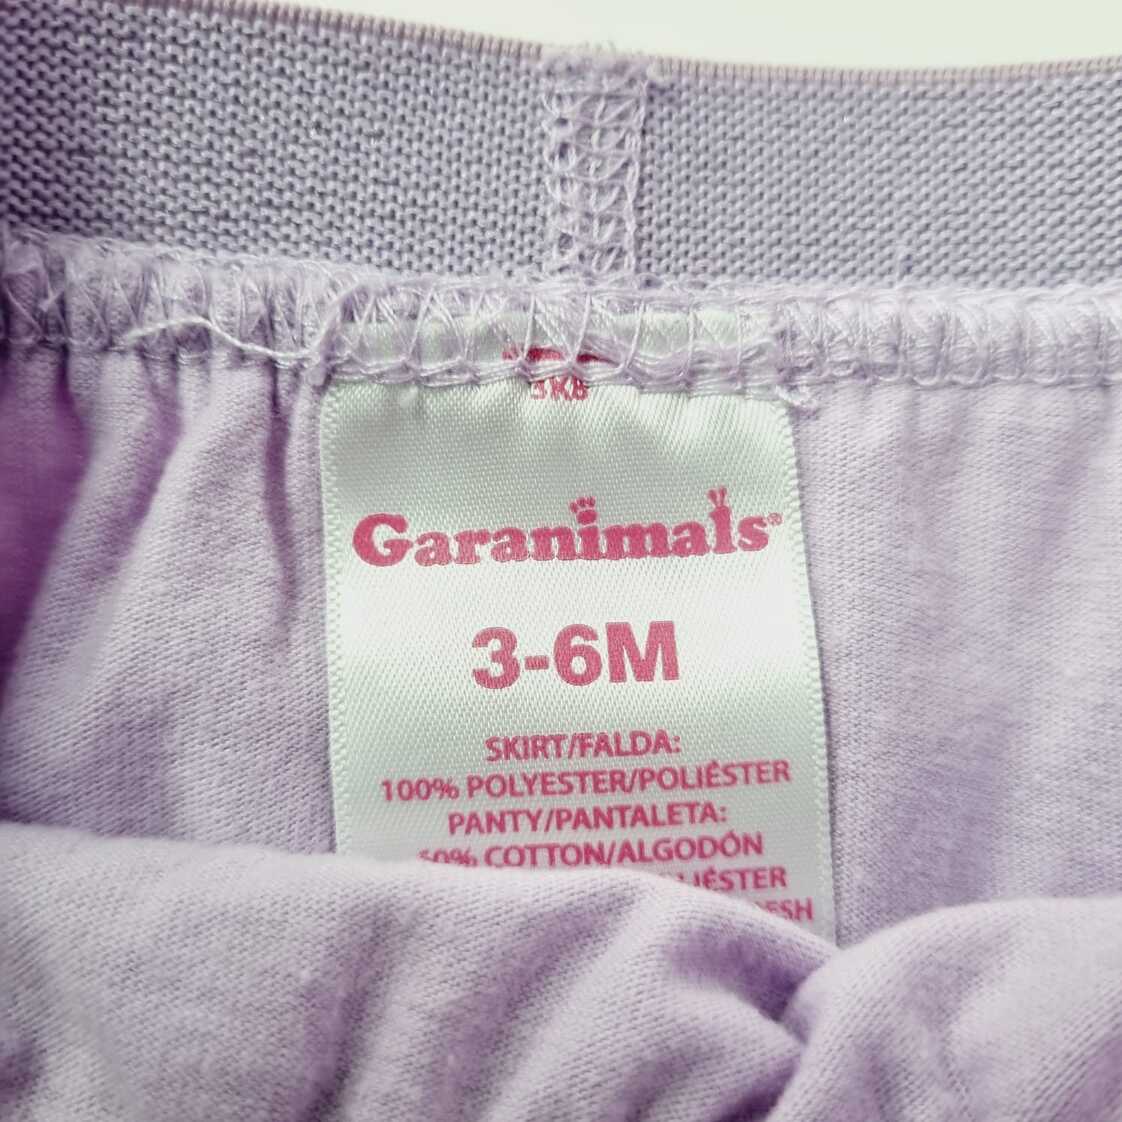 Garanimals®
3-6M
SKIRT/FALDA:
100% POLYESTER/POLIÉSTER
PANTY/PANTALETA:
COTTON/ALGODÓN